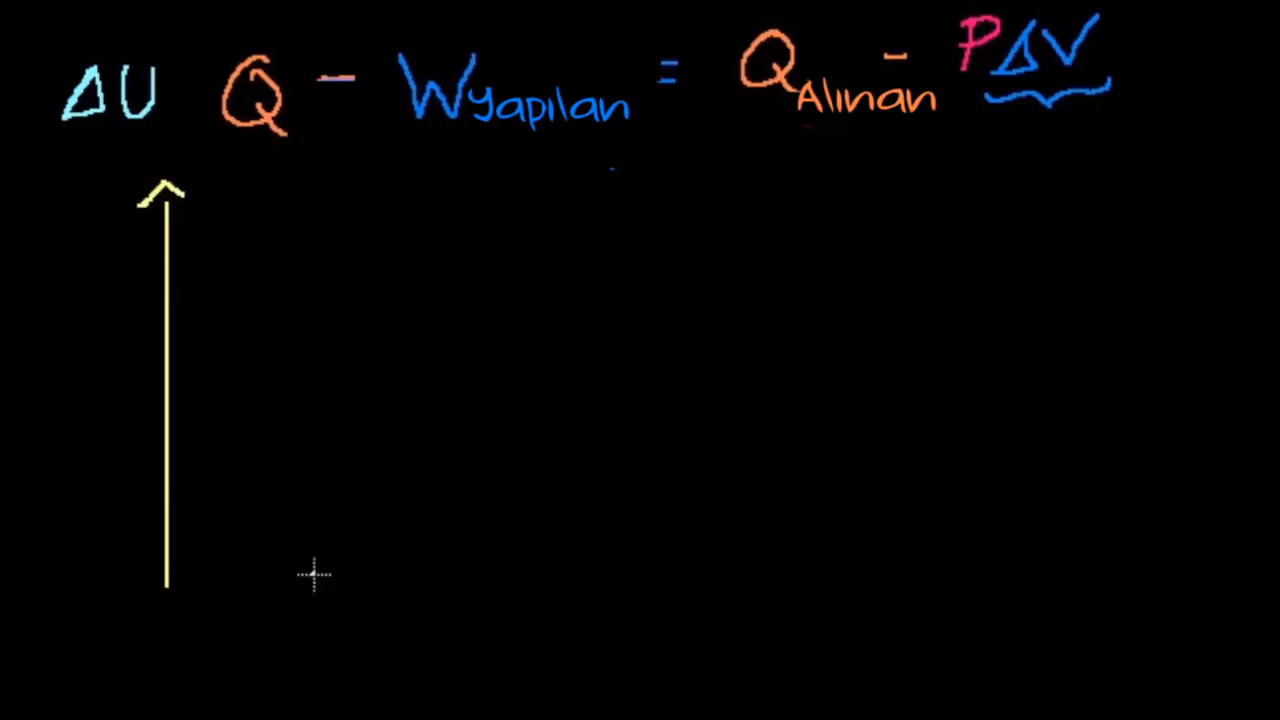 ΔU Q - WYapılan = QAlınan - PΔV